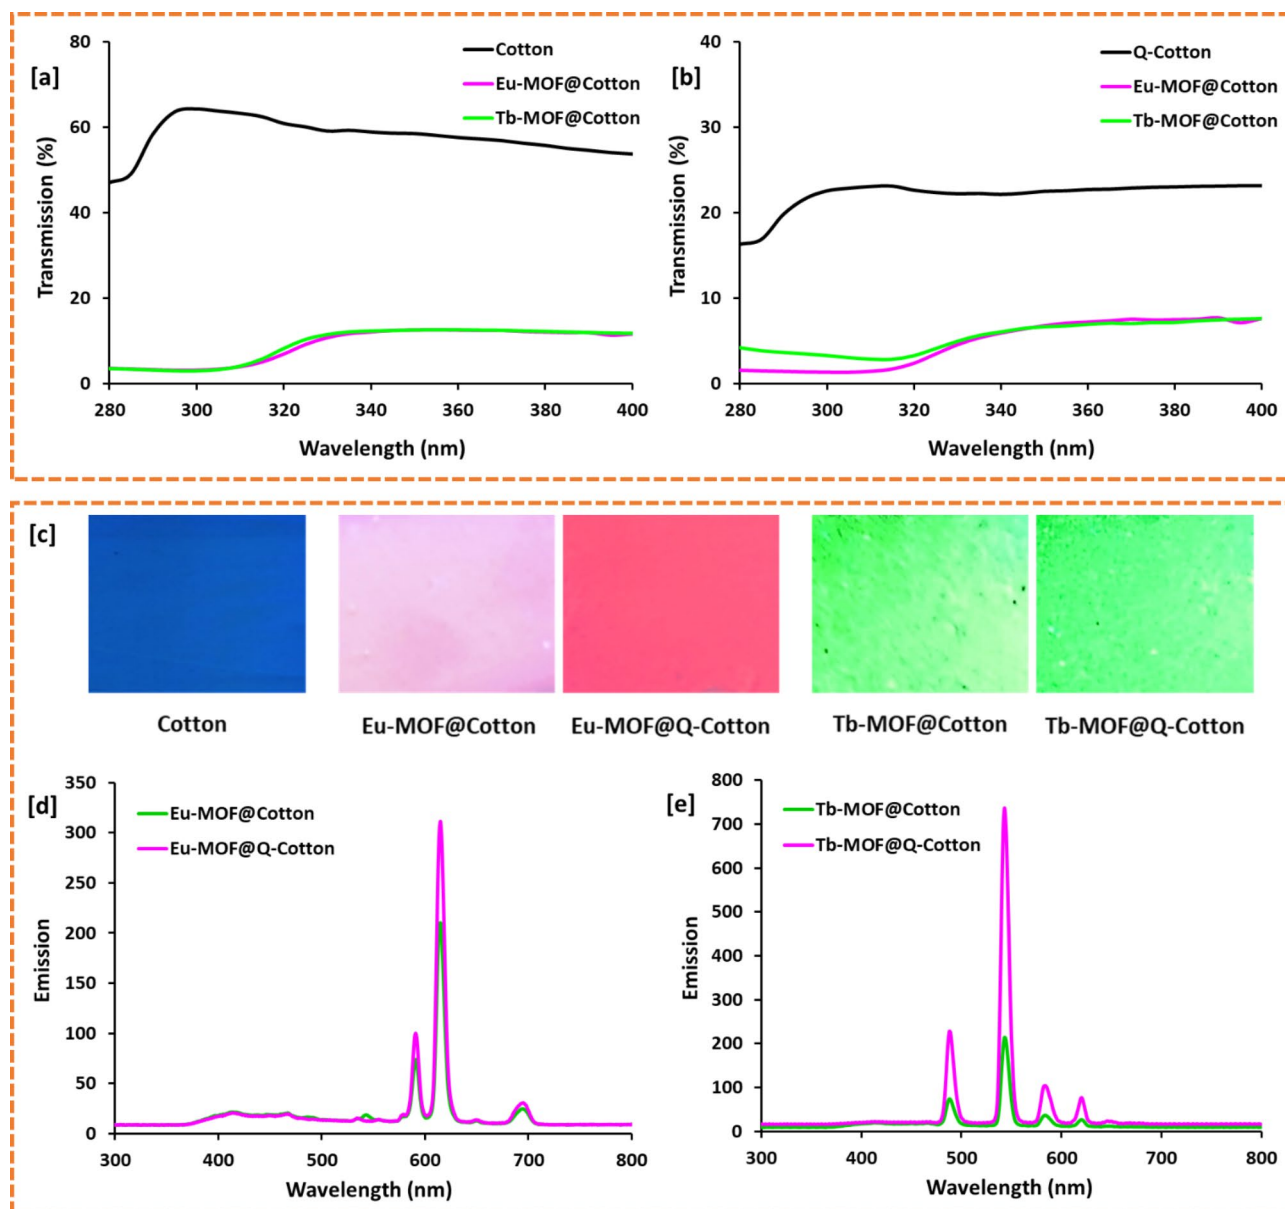 [a]
80
60
40
20
0
Transmission (%)
Cotton
Eu-MOF@Cotton
Tb-MOF@Cotton
280 300 320 340 360 380 400
Wavelength (nm)
[b]
40
30
20
10
0
Transmission (%)
Q-Cotton
Eu-MOF@Cotton
Tb-MOF@Cotton
280 300 320 340 360 380 400
Wavelength (nm)
[c]
Cotton
Eu-MOF@Cotton
Eu-MOF@Q-Cotton
Tb-MOF@Cotton
Tb-MOF@Q-Cotton
[d]
350
300
250
200
150
100
50
0
Emission
Eu-MOF@Cotton
Eu-MOF@Q-Cotton
300 400 500 600 700 800
Wavelength (nm)
[e]
800
700
600
500
400
300
200
100
0
Emission
Tb-MOF@Cotton
Tb-MOF@Q-Cotton
300 400 500 600 700 800
Wavelength (nm)